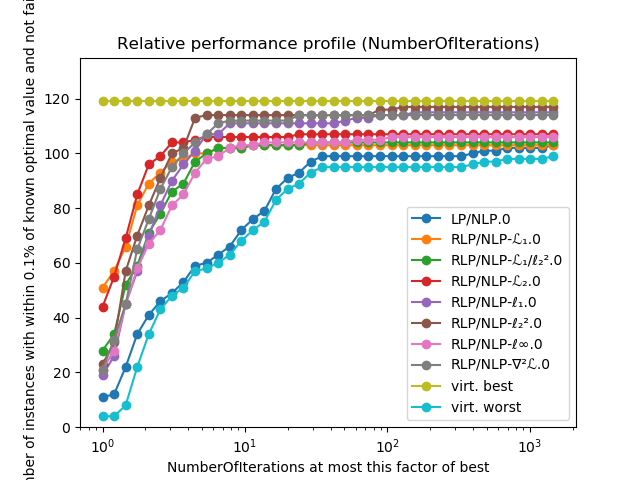 Relative performance profile (NumberOfIterations)
of instances with within 0.1% of known optimal value and not
120
100
80
60
40
20
0
10⁰
10¹
10²
10³
NumberOfIterations at most this factor of best
LP/NLP.0
RLP/NLP-ℒ₁.0
RLP/NLP-ℒ₁/ℓ₂².0
RLP/NLP-ℒ₂.0
RLP/NLP-ℓ₁.0
RLP/NLP-ℓ₂².0
RLP/NLP-ℓ∞.0
RLP/NLP-∇²ℒ.0
virt. best
virt. worst